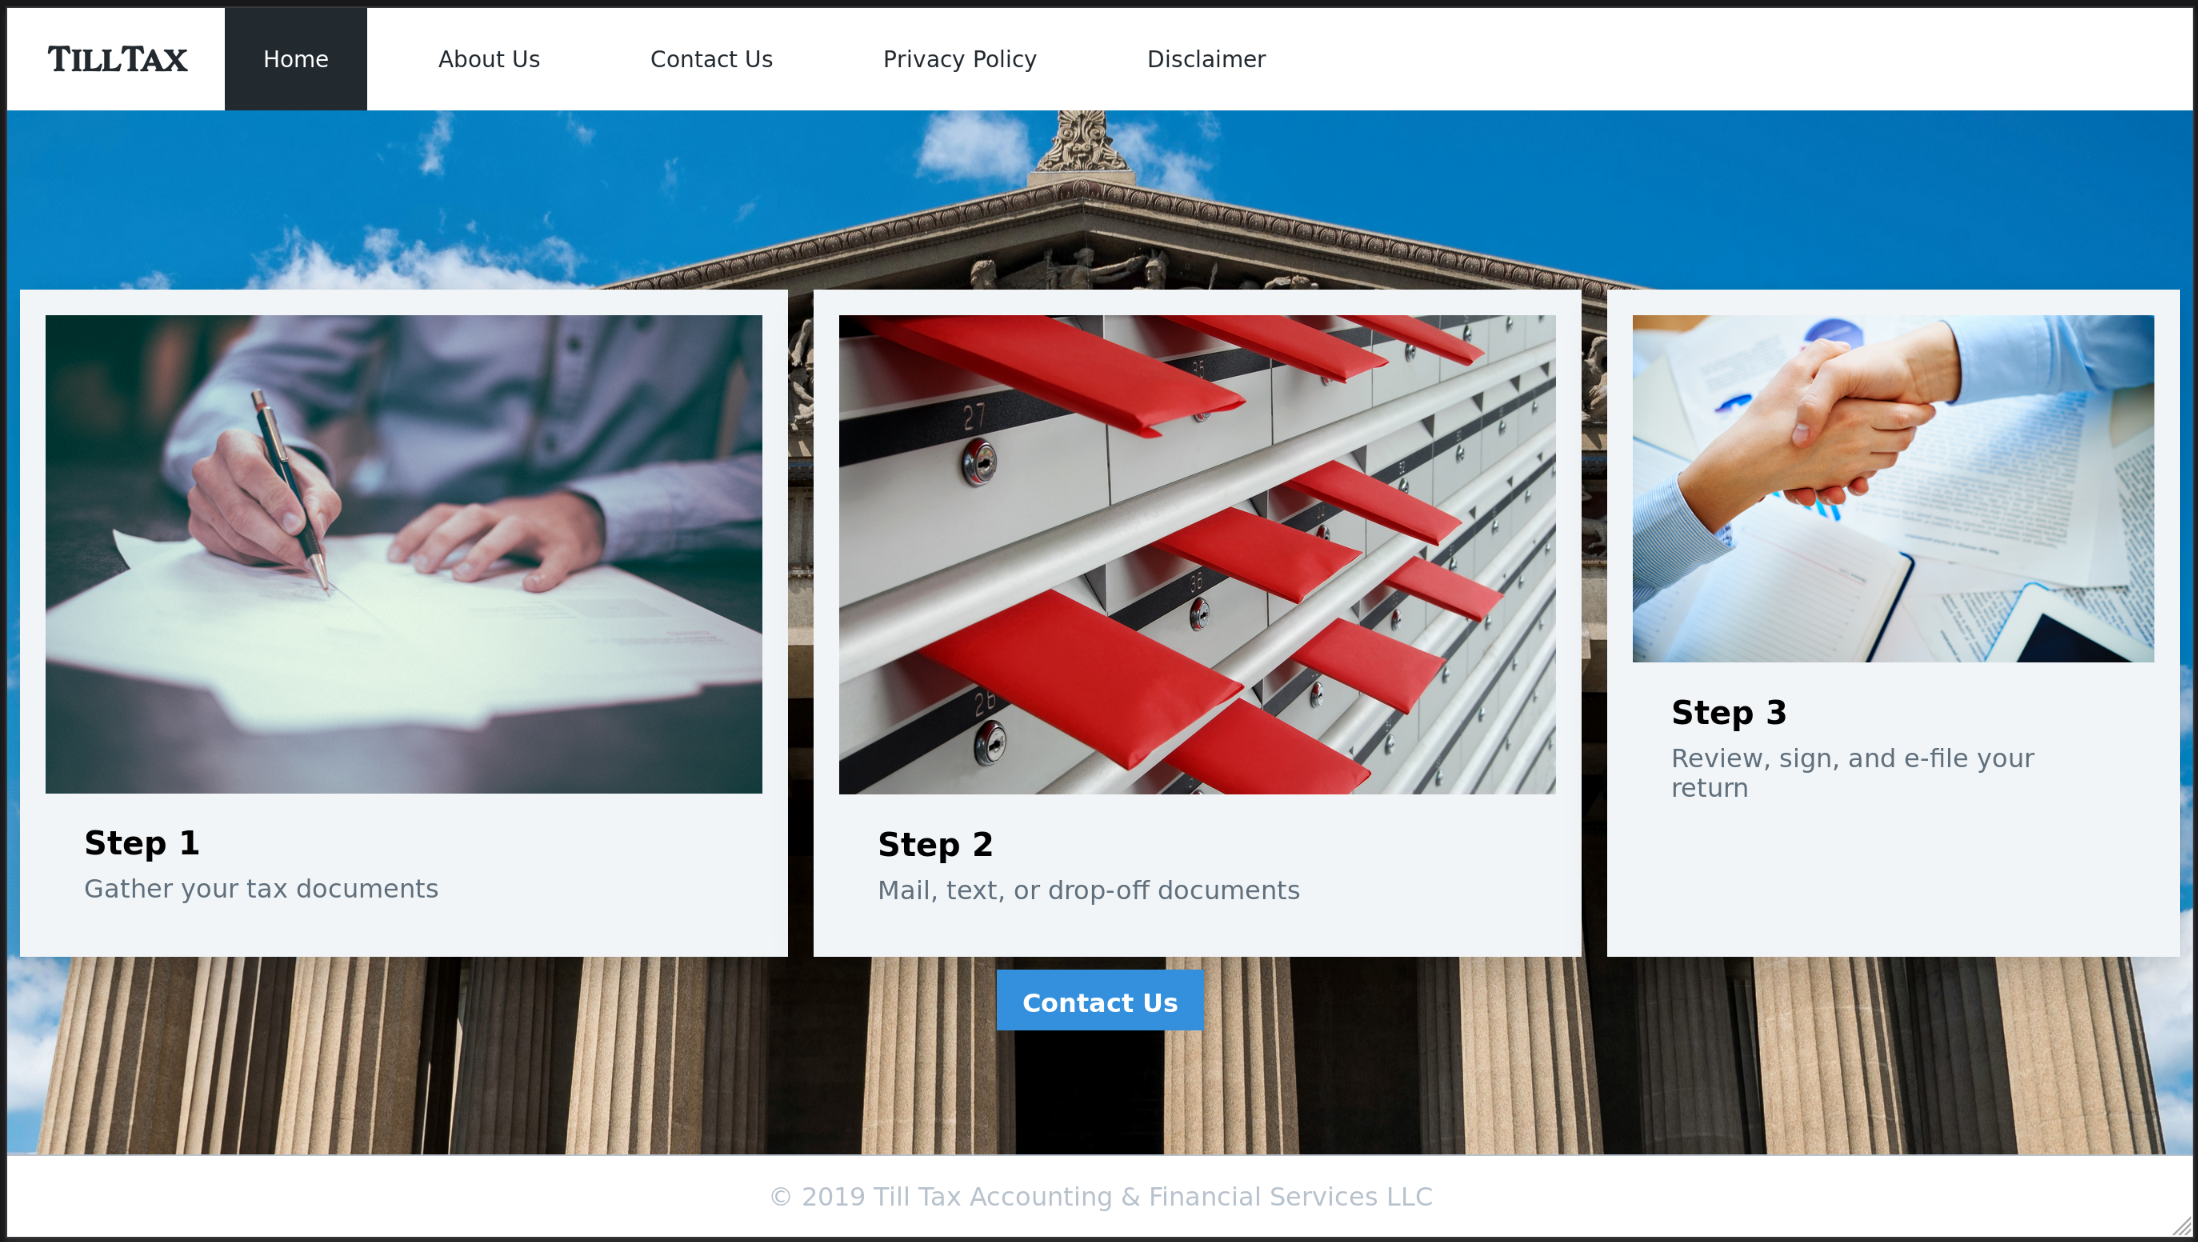 TILLTAX
Home About Us Contact Us Privacy Policy Disclaimer
27
35
36
26
Step 1
Gather your tax documents
Step 2
Mail, text, or drop-off documents
Step 3
Review, sign, and e-file your
return
Contact Us
© 2019 Till Tax Accounting & Financial Services LLC